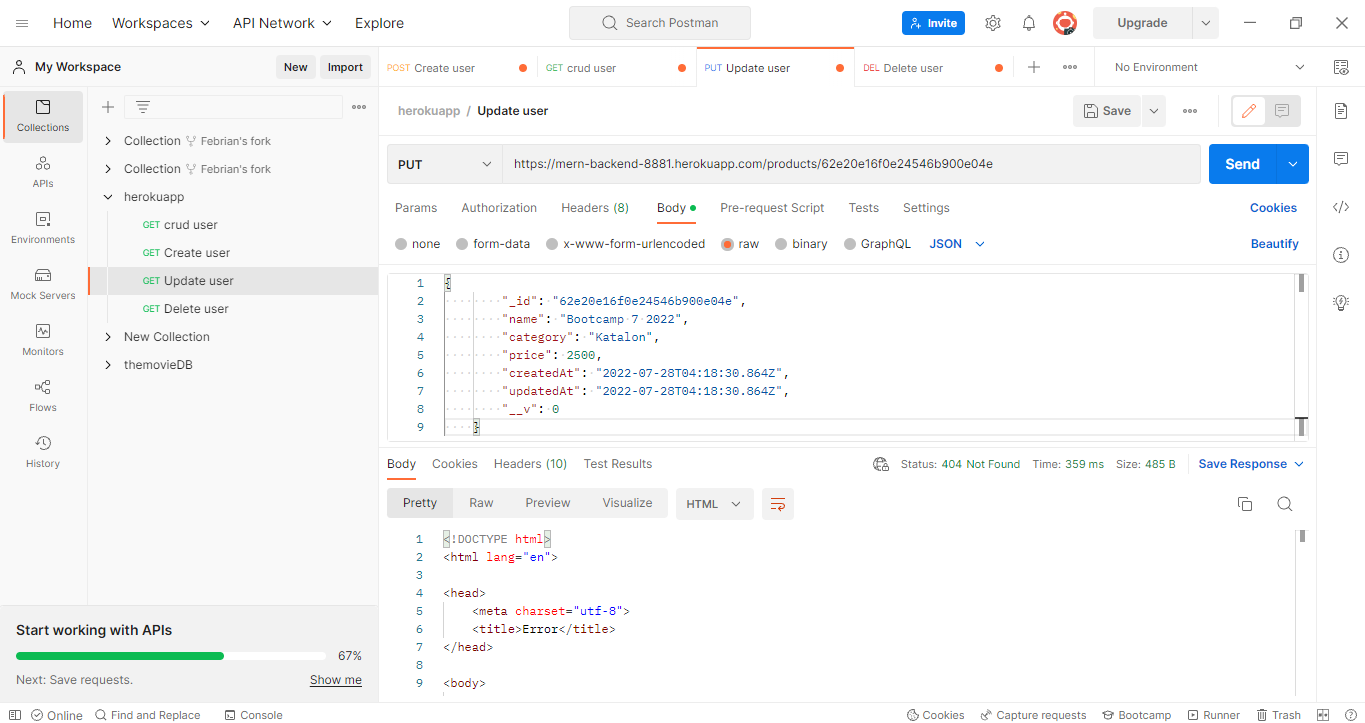 Home Workspaces API Network Explore Search Postman Invite Upgrade
My Workspace New Import
POST Create user GET crud user PUT Update user DEL Delete user No Environment
herokuapp / Update user Save
Collections
APIs
Environments
Mock Servers
Monitors
Flows
History
Collection Febrian's fork
Collection Febrian's fork
herokuapp
GET crud user
GET Create user
GET Update user
GET Delete user
New Collection
themovieDB
Start working with APIs
67%
Next: Save requests. Show me
PUT https://mern-backend-8881.herokuapp.com/products/62e20e16f0e24546b900e04e Send
Params Authorization Headers (8) Body Pre-request Script Tests Settings Cookies
none form-data x-www-form-urlencoded raw binary GraphQL JSON Beautify
1 {
2 "_id": "62e20e16f0e24546b900e04e",
3 "name": "Bootcamp 7 2022",
4 "category": "Katalon",
5 "price": 2500,
6 "createdAt": "2022-07-28T04:18:30.864Z",
7 "updatedAt": "2022-07-28T04:18:30.864Z",
8 "__v": 0
9 }
Body Cookies Headers (10) Test Results Status: 404 Not Found Time: 359 ms Size: 485 B Save Response
Pretty Raw Preview Visualize HTML
1 <!DOCTYPE html>
2 <html lang="en">
3
4 <head>
5 <meta charset="utf-8">
6 <title>Error</title>
7 </head>
8
9 <body>
Online Find and Replace Console Cookies Capture requests Bootcamp Runner Trash